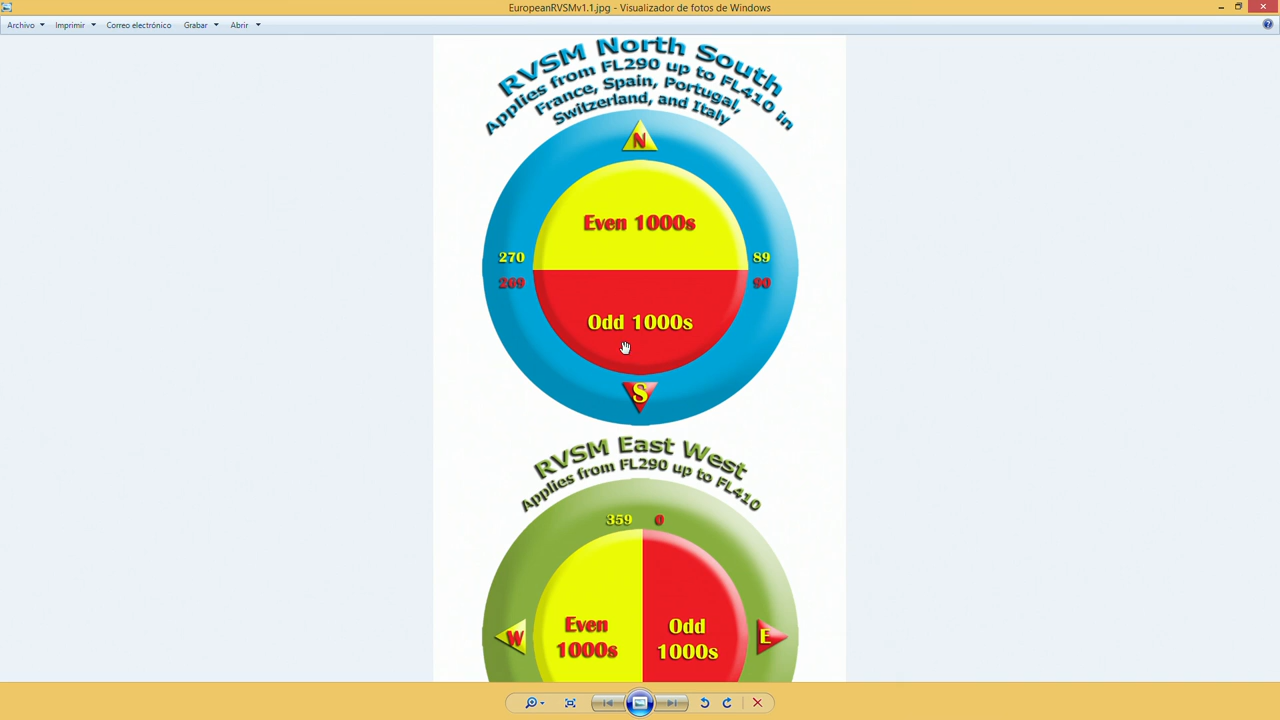 EuropeanRVSMv1.1.jpg - Visualizador de fotos de Windows
Archivo Imprimir Correo electrónico Grabar Abrir
RVSM North South
Applies from FL290 up to FL410 in
France, Spain, Portugal,
Switzerland, and Italy
N
Even 1000s
270 89
269 90
Odd 1000s
S
RVSM East West
Applies from FL290 up to FL410
359 0
W Even 1000s Odd 1000s E